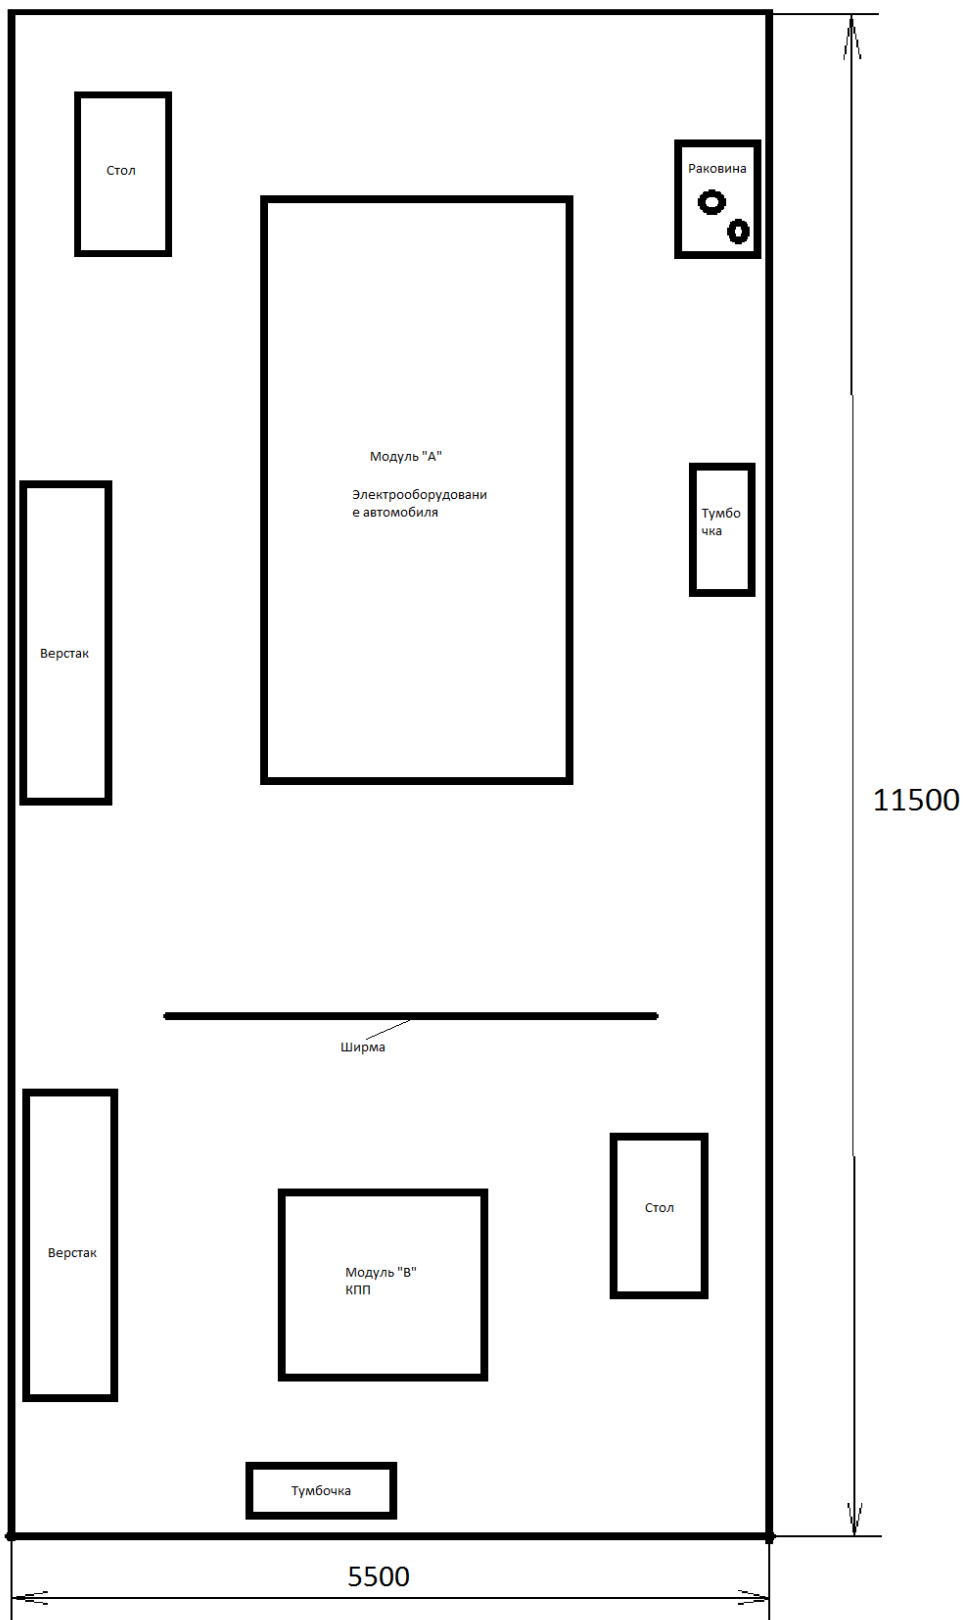 Стол
Раковина
Модуль "А"
Электрооборудовани
е автомобиля
Тумбо
чка
Верстак
11500
Ширма
Стол
Верстак
Модуль "В"
КПП
Тумбочка
5500